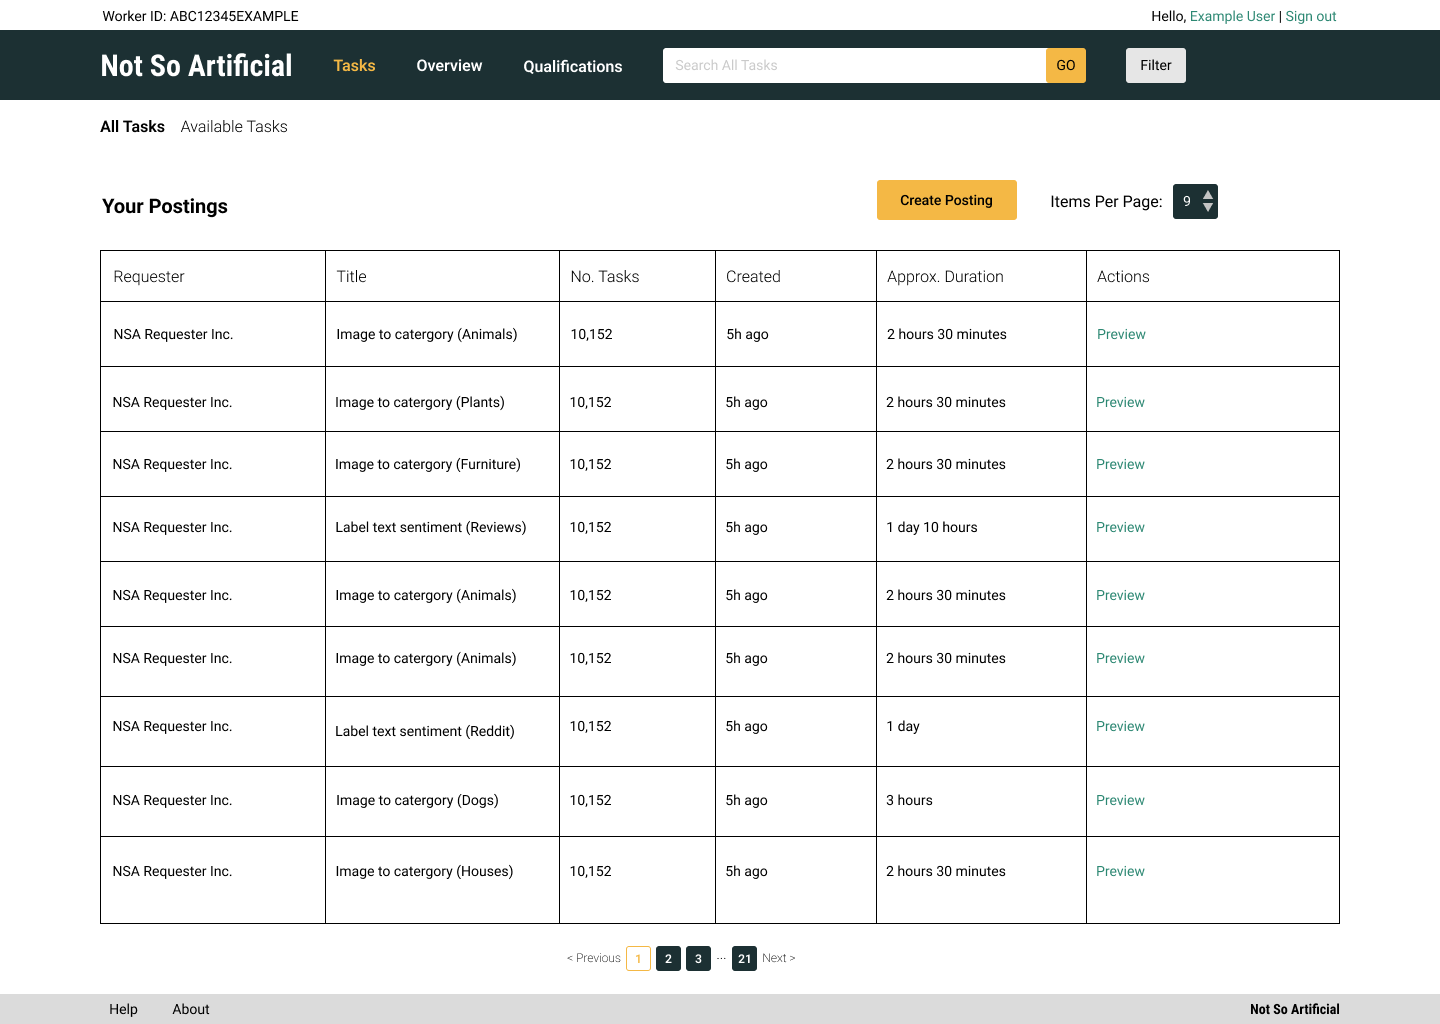 Worker ID: ABC12345EXAMPLE
Hello, Example User | Sign out
Not So Artificial Tasks Overview Qualifications Search All Tasks GO Filter
All Tasks Available Tasks
Your Postings Create Posting Items Per Page: 9
Requester Title No. Tasks Created Approx. Duration Actions
NSA Requester Inc. Image to catergory (Animals) 10,152 5h ago 2 hours 30 minutes Preview
NSA Requester Inc. Image to catergory (Plants) 10,152 5h ago 2 hours 30 minutes Preview
NSA Requester Inc. Image to catergory (Furniture) 10,152 5h ago 2 hours 30 minutes Preview
NSA Requester Inc. Label text sentiment (Reviews) 10,152 5h ago 1 day 10 hours Preview
NSA Requester Inc. Image to catergory (Animals) 10,152 5h ago 2 hours 30 minutes Preview
NSA Requester Inc. Image to catergory (Animals) 10,152 5h ago 2 hours 30 minutes Preview
NSA Requester Inc. Label text sentiment (Reddit) 10,152 5h ago 1 day Preview
NSA Requester Inc. Image to catergory (Dogs) 10,152 5h ago 3 hours Preview
NSA Requester Inc. Image to catergory (Houses) 10,152 5h ago 2 hours 30 minutes Preview
< Previous 1 2 3 ... 21 Next >
Help About Not So Artificial